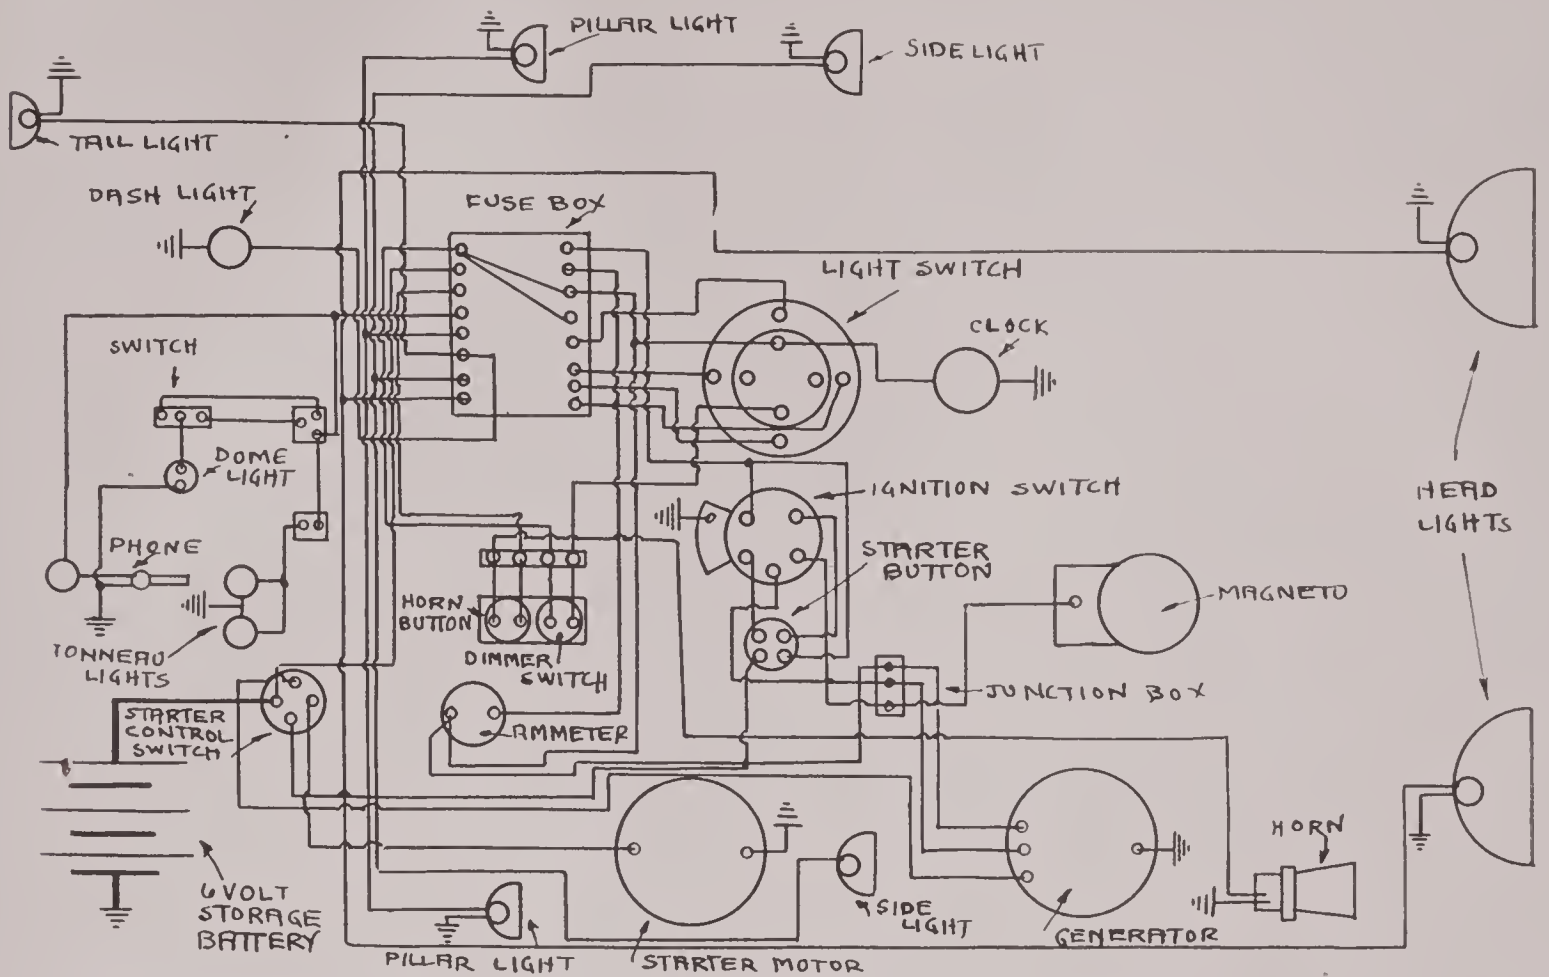 PILLAR LIGHT
SIDE LIGHT
TAIL LIGHT
DASH LIGHT
FUSE BOX
LIGHT SWITCH
CLOCK
SWITCH
DOME
LIGHT
HEAD
LIGHTS
IGNITION SWITCH
PHONE
STARTER
BUTTON
MAGNETO
HORN
BUTTON
TONNEAU
LIGHTS
DIMMER
SWITCH
JUNCTION BOX
STARTER
CONTROL
SWITCH
AMMETER
HORN
6 VOLT
STORAGE
BATTERY
SIDE
LIGHT
GENERATOR
PILLAR LIGHT
STARTER MOTOR